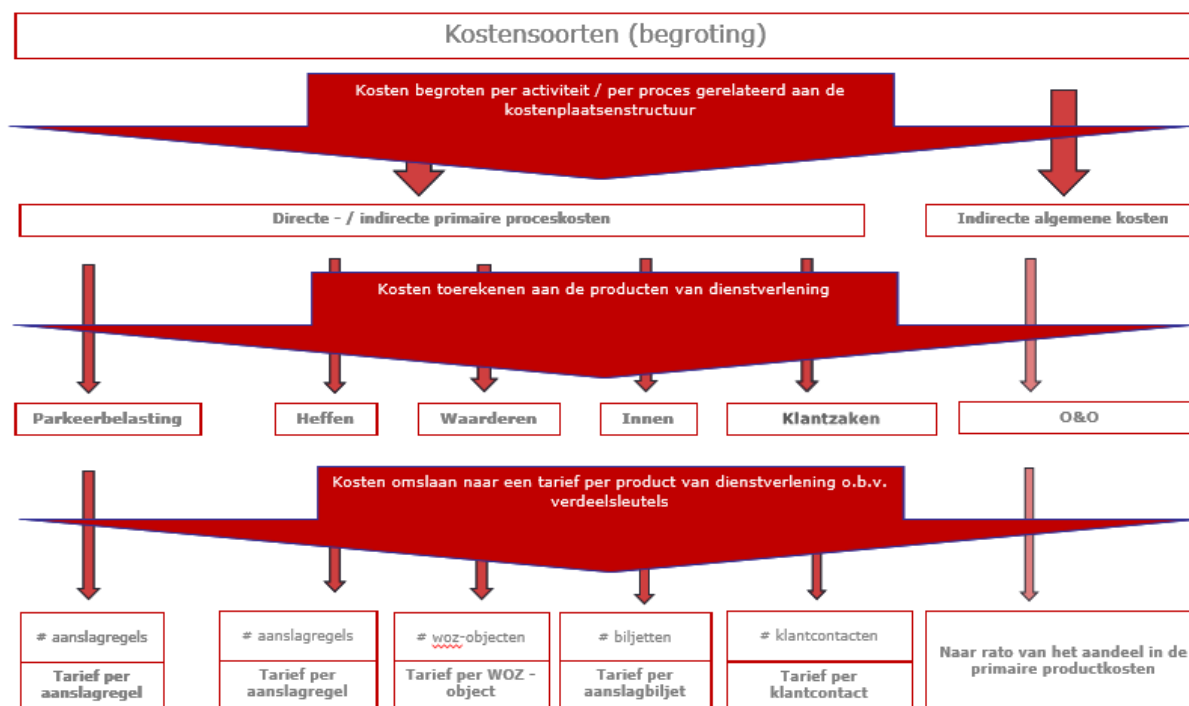 Kostensoorten (begroting)
Kosten begroten per activiteit / per proces gerelateerd aan de
kostenplaatsenstructuur
Directe - / indirecte primaire proceskosten
Indirecte algemene kosten
Kosten toerekenen aan de producten van dienstverlening
Parkeerbelasting
Heffen
Waarderen
Innen
Klantzaken
O&O
Kosten omslaan naar een tarief per product van dienstverlening o.b.v.
verdeelsleutels
# aanslagregels
Tarief per
aanslagregel
# aanslagregels
Tarief per
aanslagregel
# woz-objecten
Tarief per WOZ -
object
# biljetten
Tarief per
aanslagbiljet
# klantcontacten
Tarief per
klantcontact
Naar rato van het aandeel in de
primaire productkosten